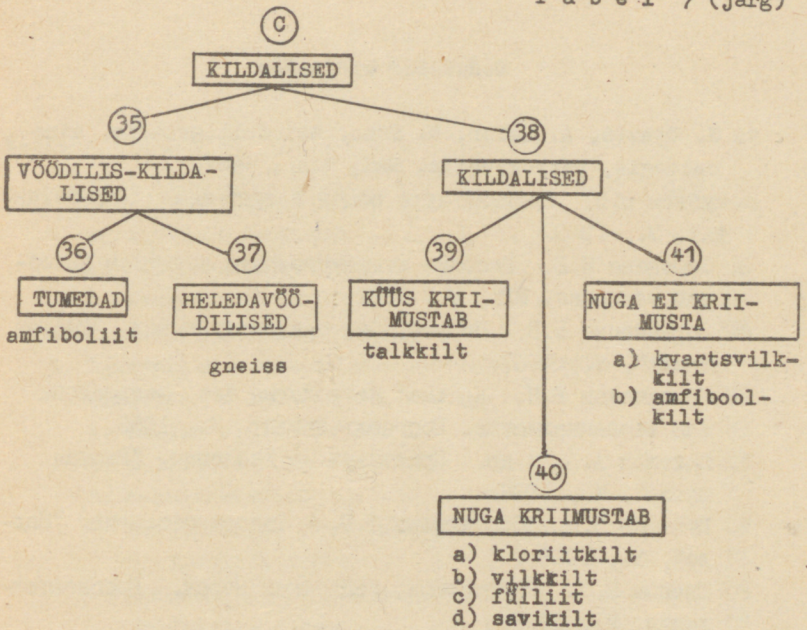 T a b e l 7 (järg)
C
KILDALISED
35
38
VÖÖDILIS-KILDA-
LISED
KILDALISED
36
37
39
41
TUMEDAD
HELEDAVÖÖ-
DILISED
KÜÜS KRII-
MUSTAB
NUGA EI KRII-
MUSTA
amfiboliit
gneiss
talkkilt
a) kvartsvilk-
kilt
b) amfibool-
kilt
40
NUGA KRIIMUSTAB
a) kloriitkilt
b) vilkkilt
c) fülliit
d) savikilt